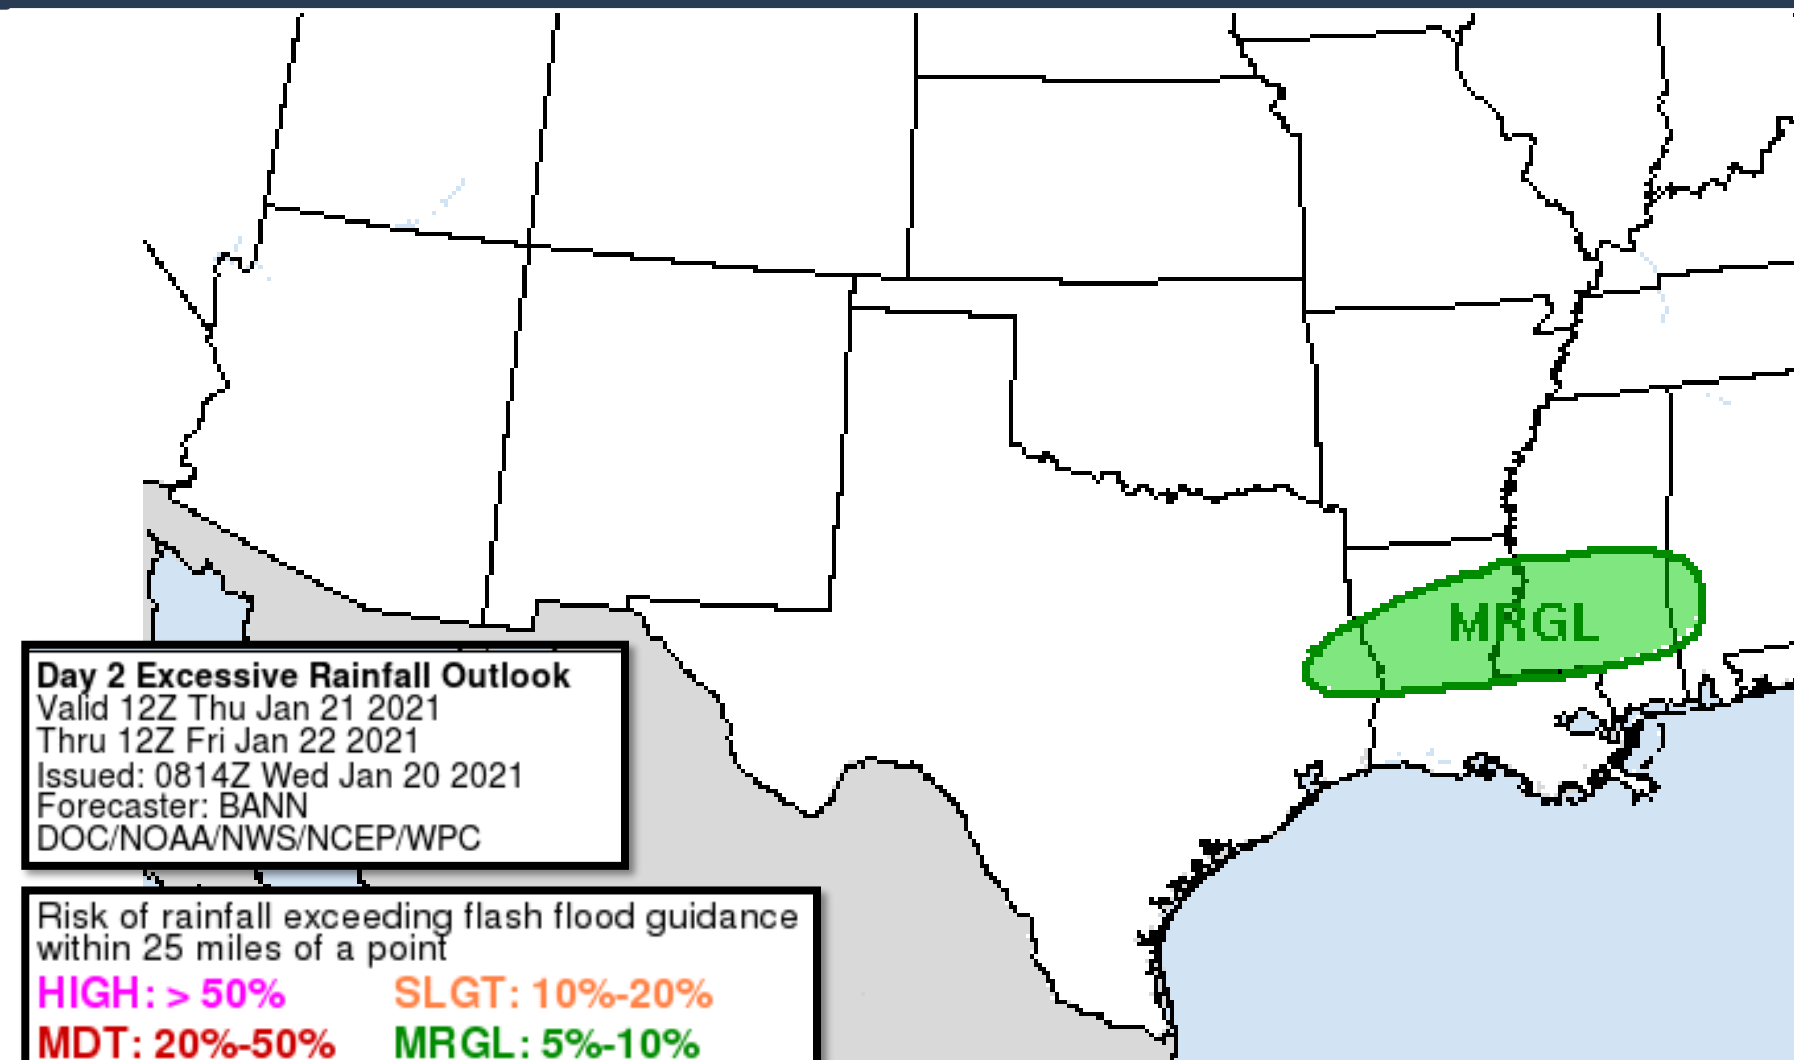 MRGL
Day 2 Excessive Rainfall Outlook
Valid 12Z Thu Jan 21 2021
Thru 12Z Fri Jan 22 2021
Issued: 0814Z Wed Jan 20 2021
Forecaster: BANN
DOC/NOAA/NWS/NCEP/WPC
Risk of rainfall exceeding flash flood guidance
within 25 miles of a point
HIGH: > 50% SLGT: 10%-20%
MDT: 20%-50% MRGL: 5%-10%